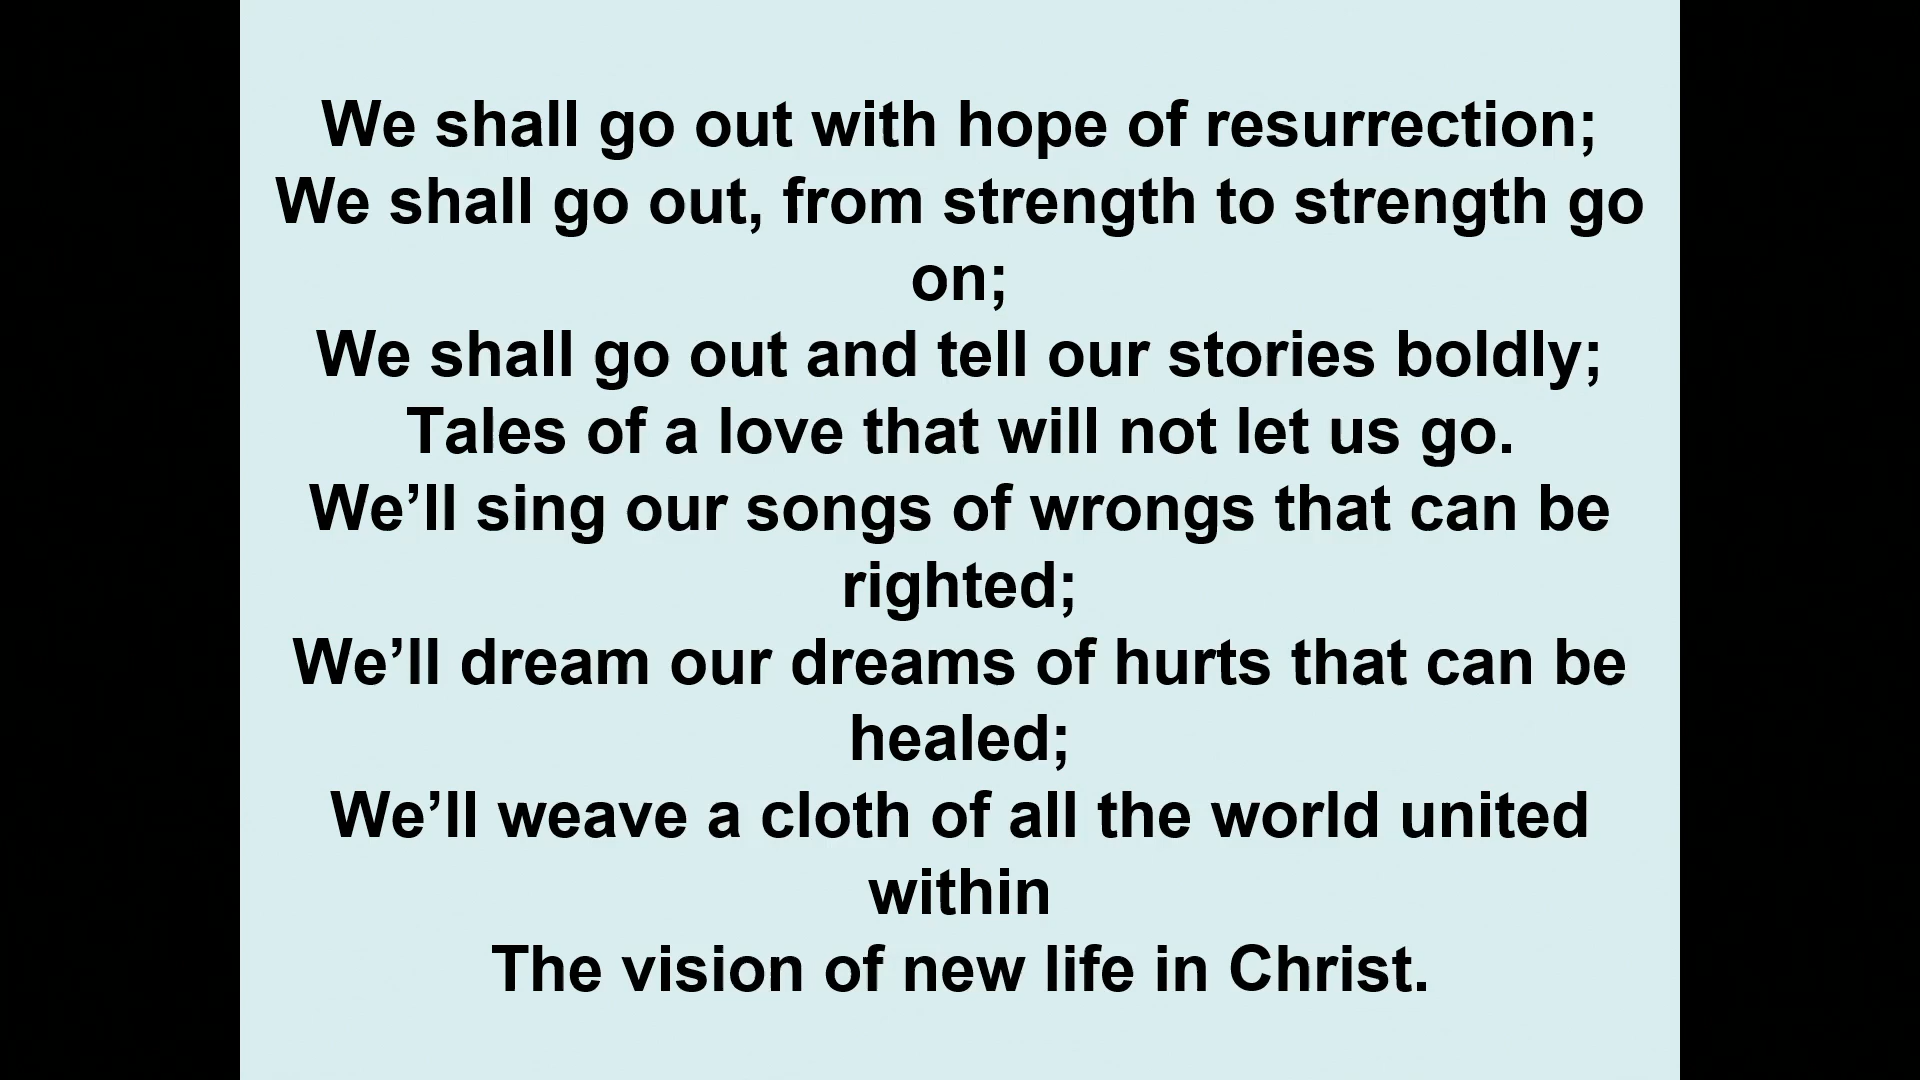 We shall go out with hope of resurrection;
We shall go out, from strength to strength go
on;
We shall go out and tell our stories boldly;
Tales of a love that will not let us go.
We’ll sing our songs of wrongs that can be
righted;
We’ll dream our dreams of hurts that can be
healed;
We’ll weave a cloth of all the world united
within
The vision of new life in Christ.